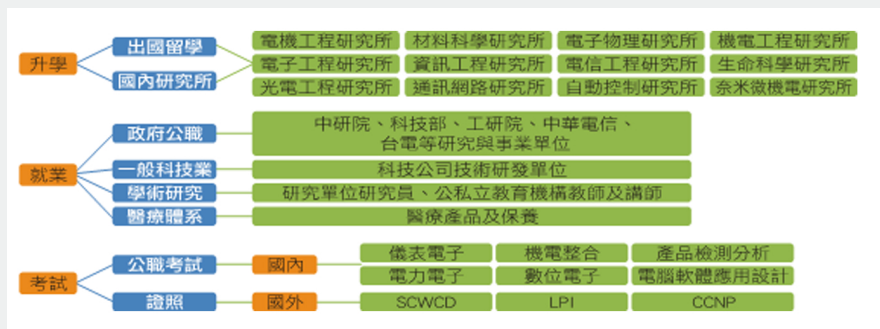 升學
出國留學
國內研究所
電機工程研究所 材料科學研究所 電子物理研究所 機電工程研究所
電子工程研究所 資訊工程研究所 電信工程研究所 生命科學研究所
光電工程研究所 通訊網路研究所 自動控制研究所 奈米微機電研究所
就業
政府公職
中研院、科技部、工研院、中華電信、
台電等研究與事業單位
一般科技業
科技公司技術研發單位
學術研究
研究單位研究員、公私立教育機構教師及講師
醫療體系
醫療產品及保養
考試
公職考試
國內
儀表電子 機電整合 產品檢測分析
電力電子 數位電子 電腦軟體應用設計
證照
國外
SCWCD LPI CCNP